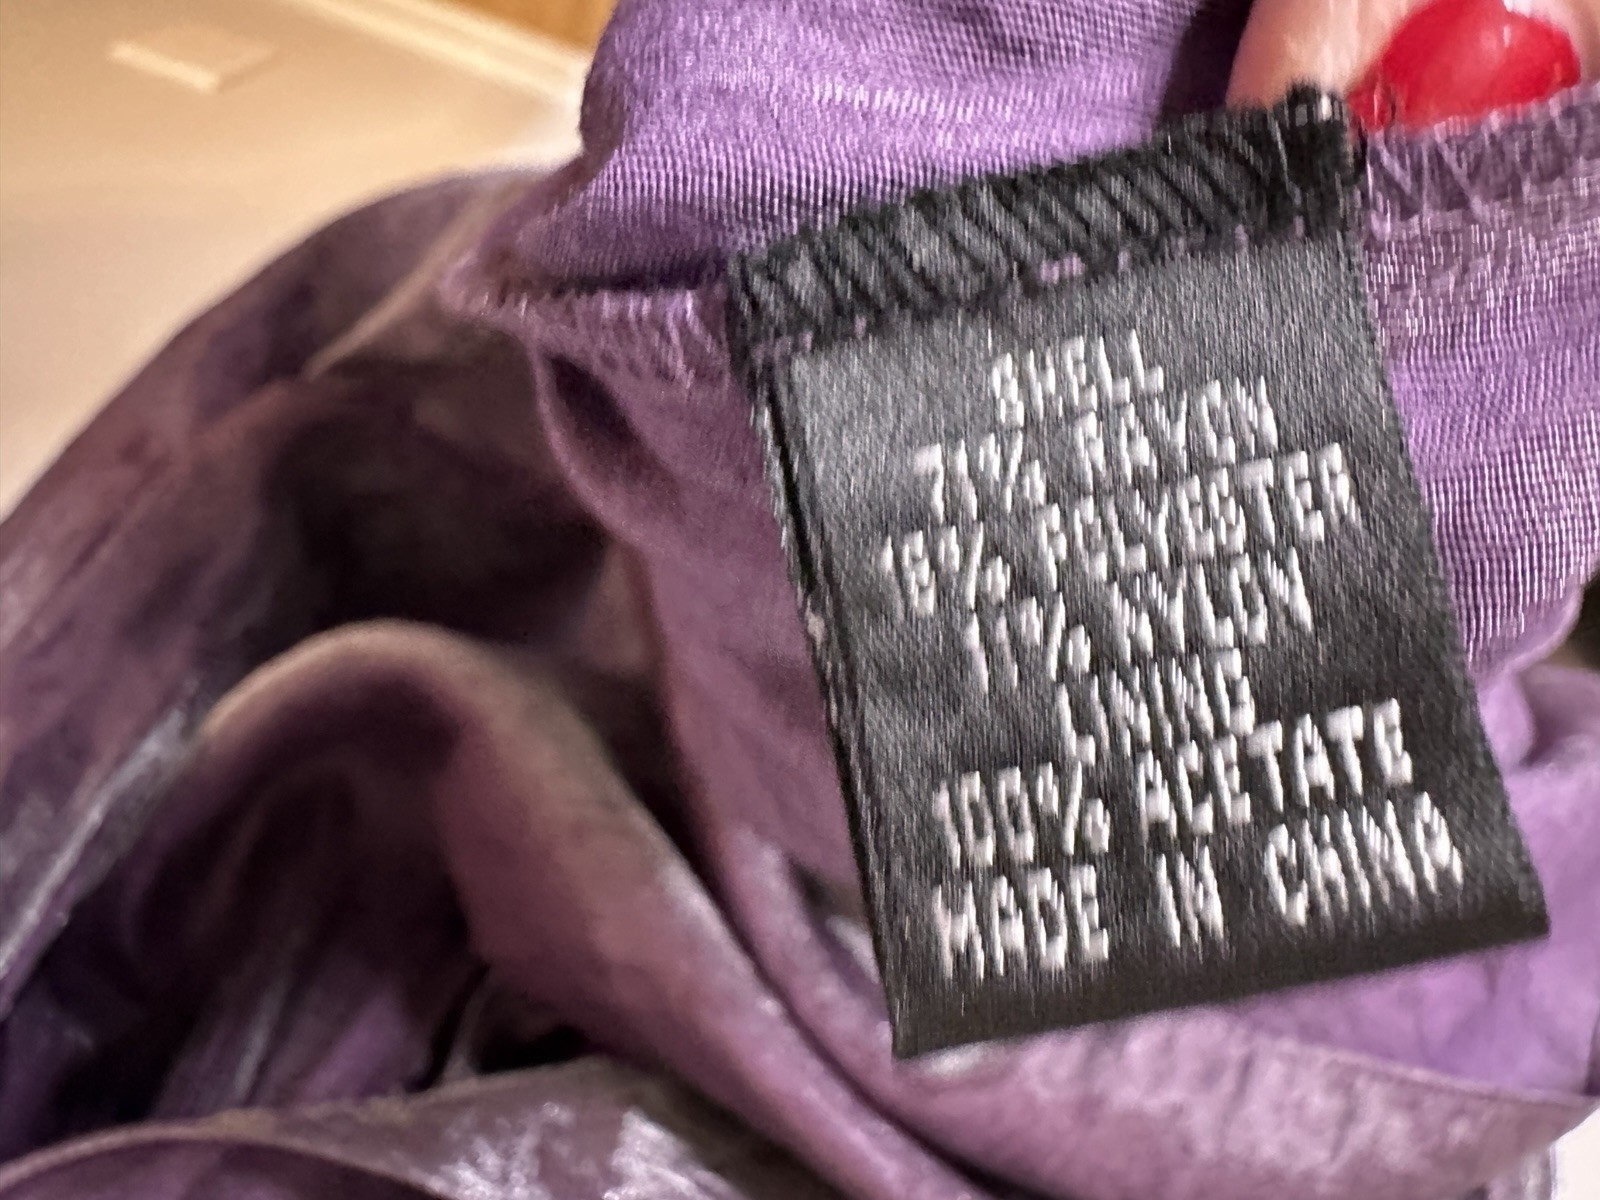 SHELL
71% RAYON
18% POLYESTER
11% NYLON
LINING
100% ACETATE
MADE IN CHINA